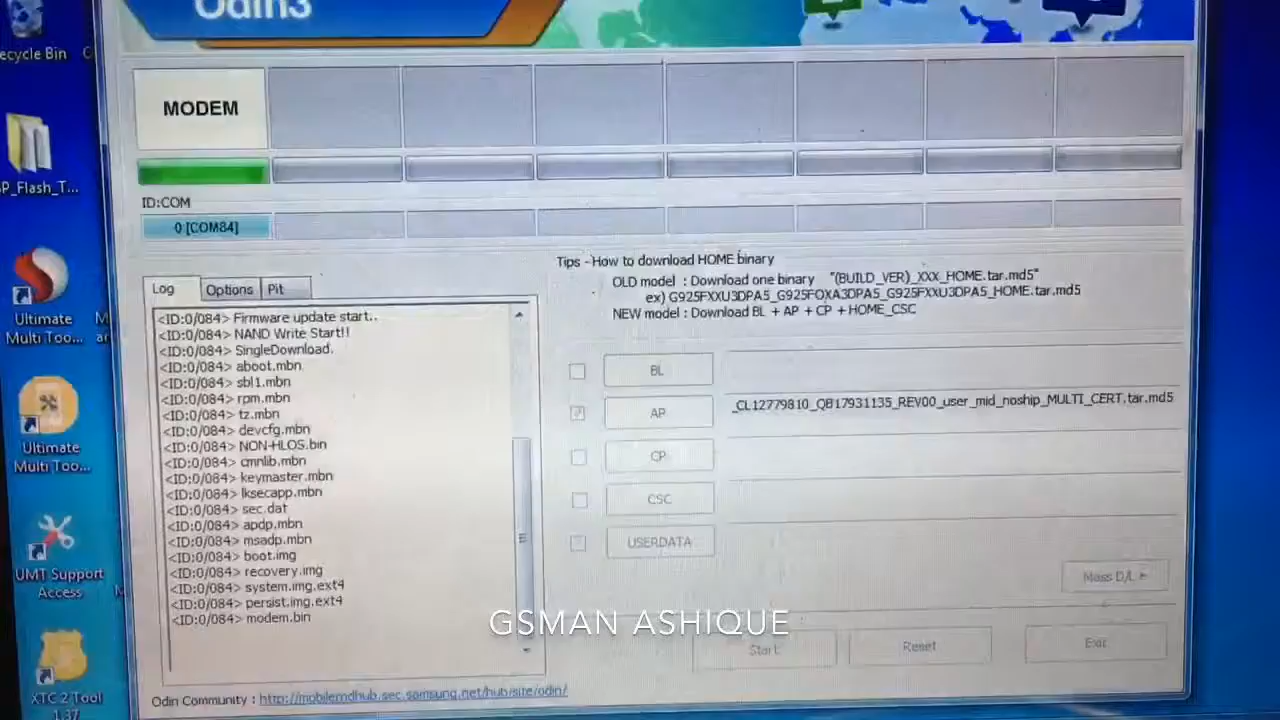 Odin3
ecycle Bin
C
MODEM
P_Flash_T...
ID:COM
0 [COM84]
Tips - How to download HOME binary
OLD model : Download one binary "(BUILD_VER)_XXX_HOME.tar.md5"
ex) G925FXXU3DPA5_G925FOXA3DPA5_G925FXXU3DPA5_HOME.tar.md5
NEW model : Download BL + AP + CP + HOME_CSC
Log
Options
Pit
<ID:0/084> Firmware update start..
<ID:0/084> NAND Write Start!!
<ID:0/084> SingleDownload.
<ID:0/084> aboot.mbn
<ID:0/084> sbl1.mbn
<ID:0/084> rpm.mbn
<ID:0/084> tz.mbn
<ID:0/084> devcfg.mbn
<ID:0/084> NON-HLOS.bin
<ID:0/084> cmnlib.mbn
<ID:0/084> keymaster.mbn
<ID:0/084> lksecapp.mbn
<ID:0/084> sec.dat
<ID:0/084> apdp.mbn
<ID:0/084> msadp.mbn
<ID:0/084> boot.img
<ID:0/084> recovery.img
<ID:0/084> system.img.ext4
<ID:0/084> persist.img.ext4
<ID:0/084> modem.bin
Ultimate
Multi Too...
M
ar
BL
AP
_CL12779810_QB17931135_REV00_user_mid_noship_MULTI_CERT.tar.md5
CP
CSC
USERDATA
Ultimate
Multi Too...
UMT Support
Access
M
Mass D/L
GSMAN ASHIQUE
Start
Reset
Exit
XTC 2 Tool
1.37
Odin Community : http://mobilerndhub.sec.samsung.net/hub/site/odin/